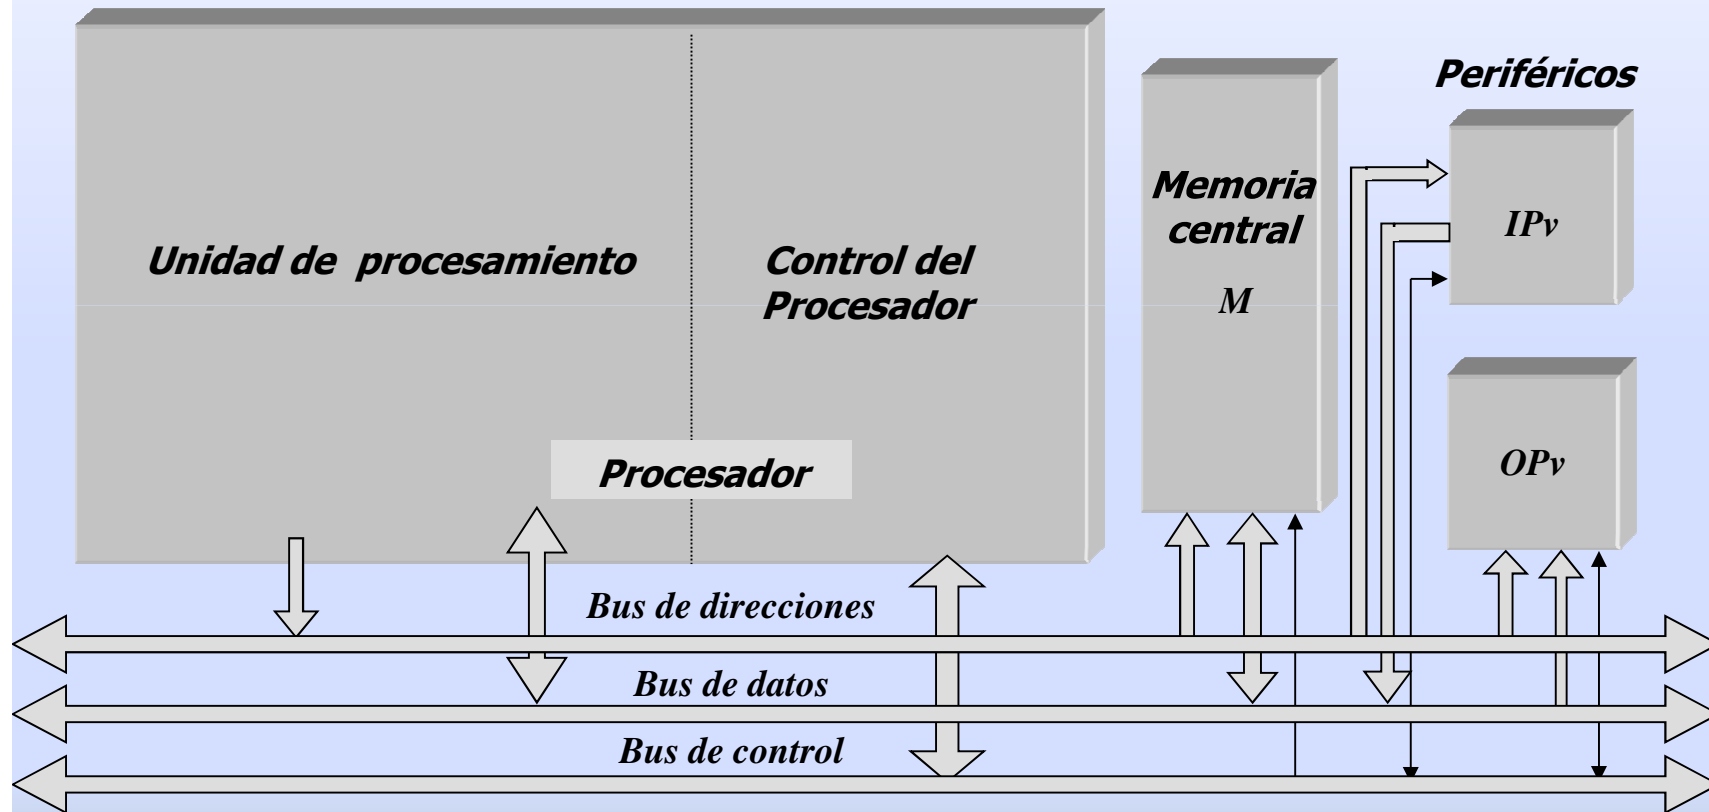 Periféricos
Memoria
central
M
IPv
Unidad de procesamiento
Control del
Procesador
OPv
Procesador
Bus de direcciones
Bus de datos
Bus de control